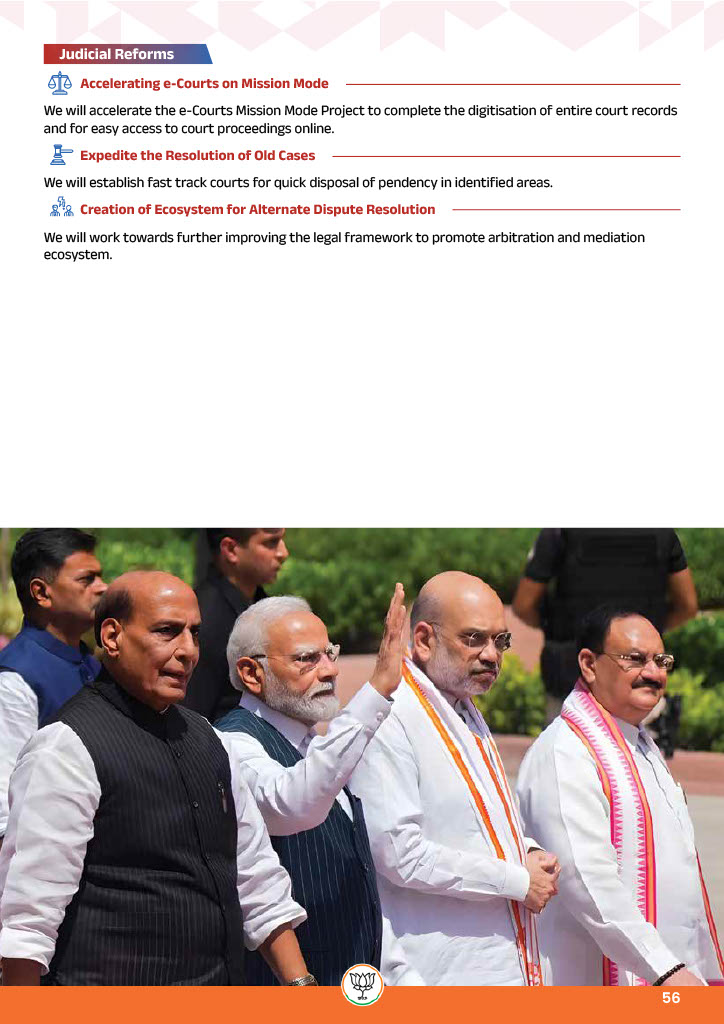 Judicial Reforms
Accelerating e-Courts on Mission Mode
We will accelerate the e-Courts Mission Mode Project to complete the digitisation of entire court records
and for easy access to court proceedings online.
Expedite the Resolution of Old Cases
We will establish fast track courts for quick disposal of pendency in identified areas.
Creation of Ecosystem for Alternate Dispute Resolution
We will work towards further improving the legal framework to promote arbitration and mediation
ecosystem.
56